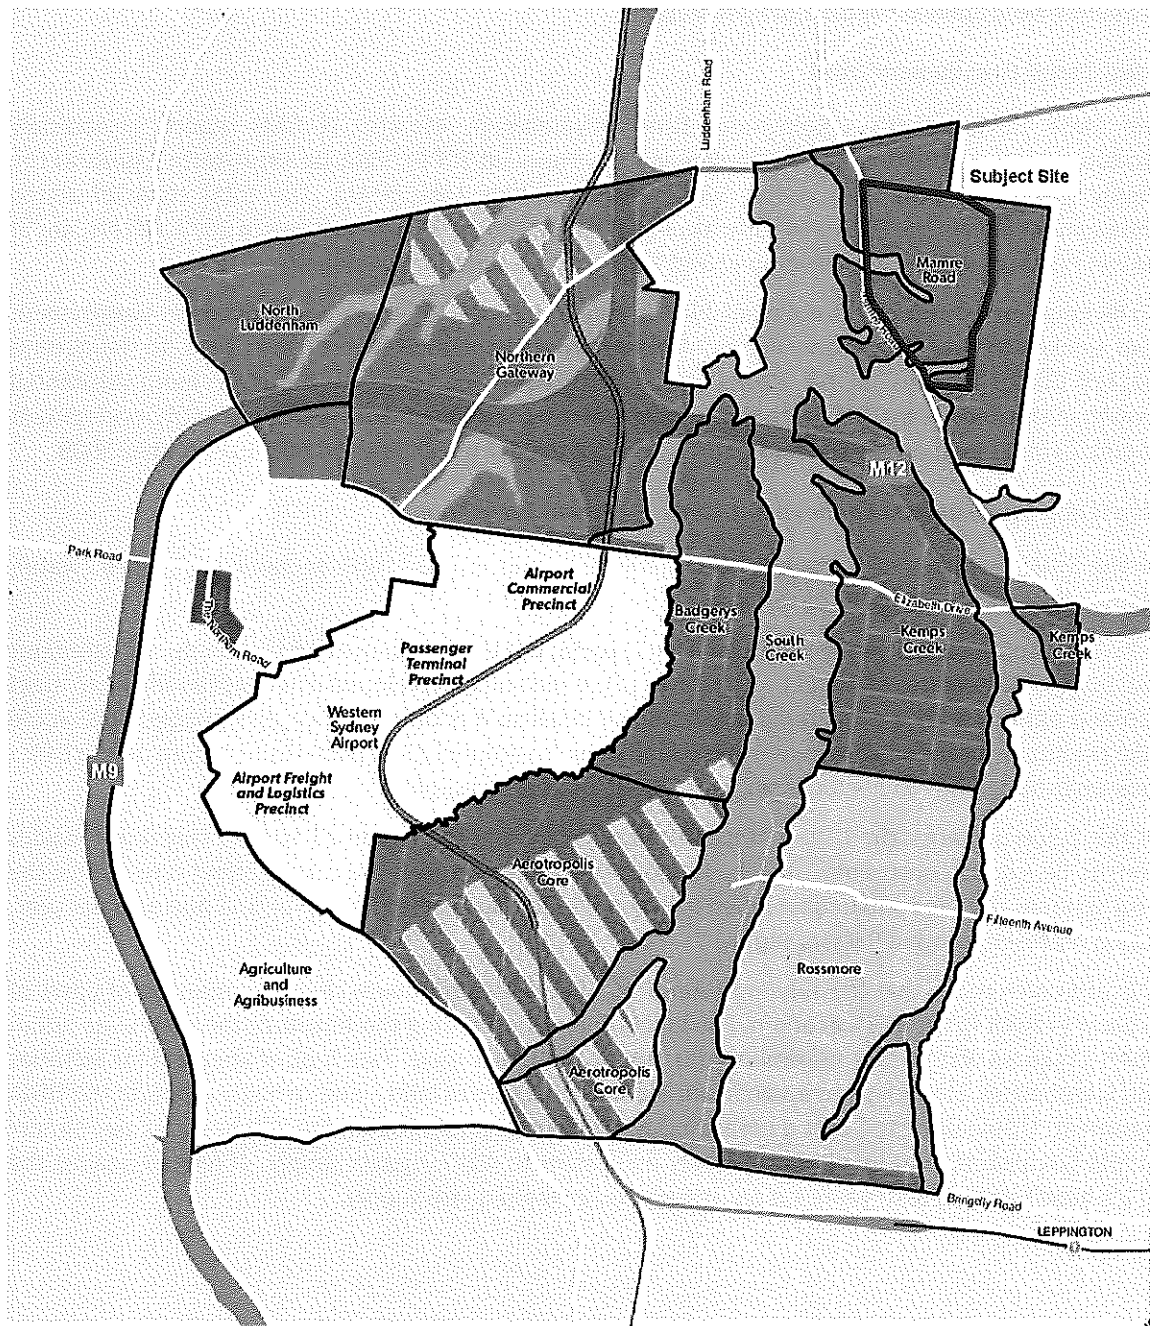 Luddenham Road
Subject Site
Mamre
Road
Mamre Road
North
Luddenham
Northern
Gateway
M12
Park Road
The Northern Road
Airport
Commercial
Precinct
Badgerys
Creek
Elizabeth Drive
South
Creek
Kemps
Creek
Kemps
Creek
Passenger
Terminal
Precinct
Western
Sydney
Airport
M9
Airport Freight
and Logistics
Precinct
Aerotropolis
Core
Fifteenth Avenue
Agriculture
and
Agribusiness
Rossmore
Aerotropolis
Core
Bringelly Road
LEPPINGTON